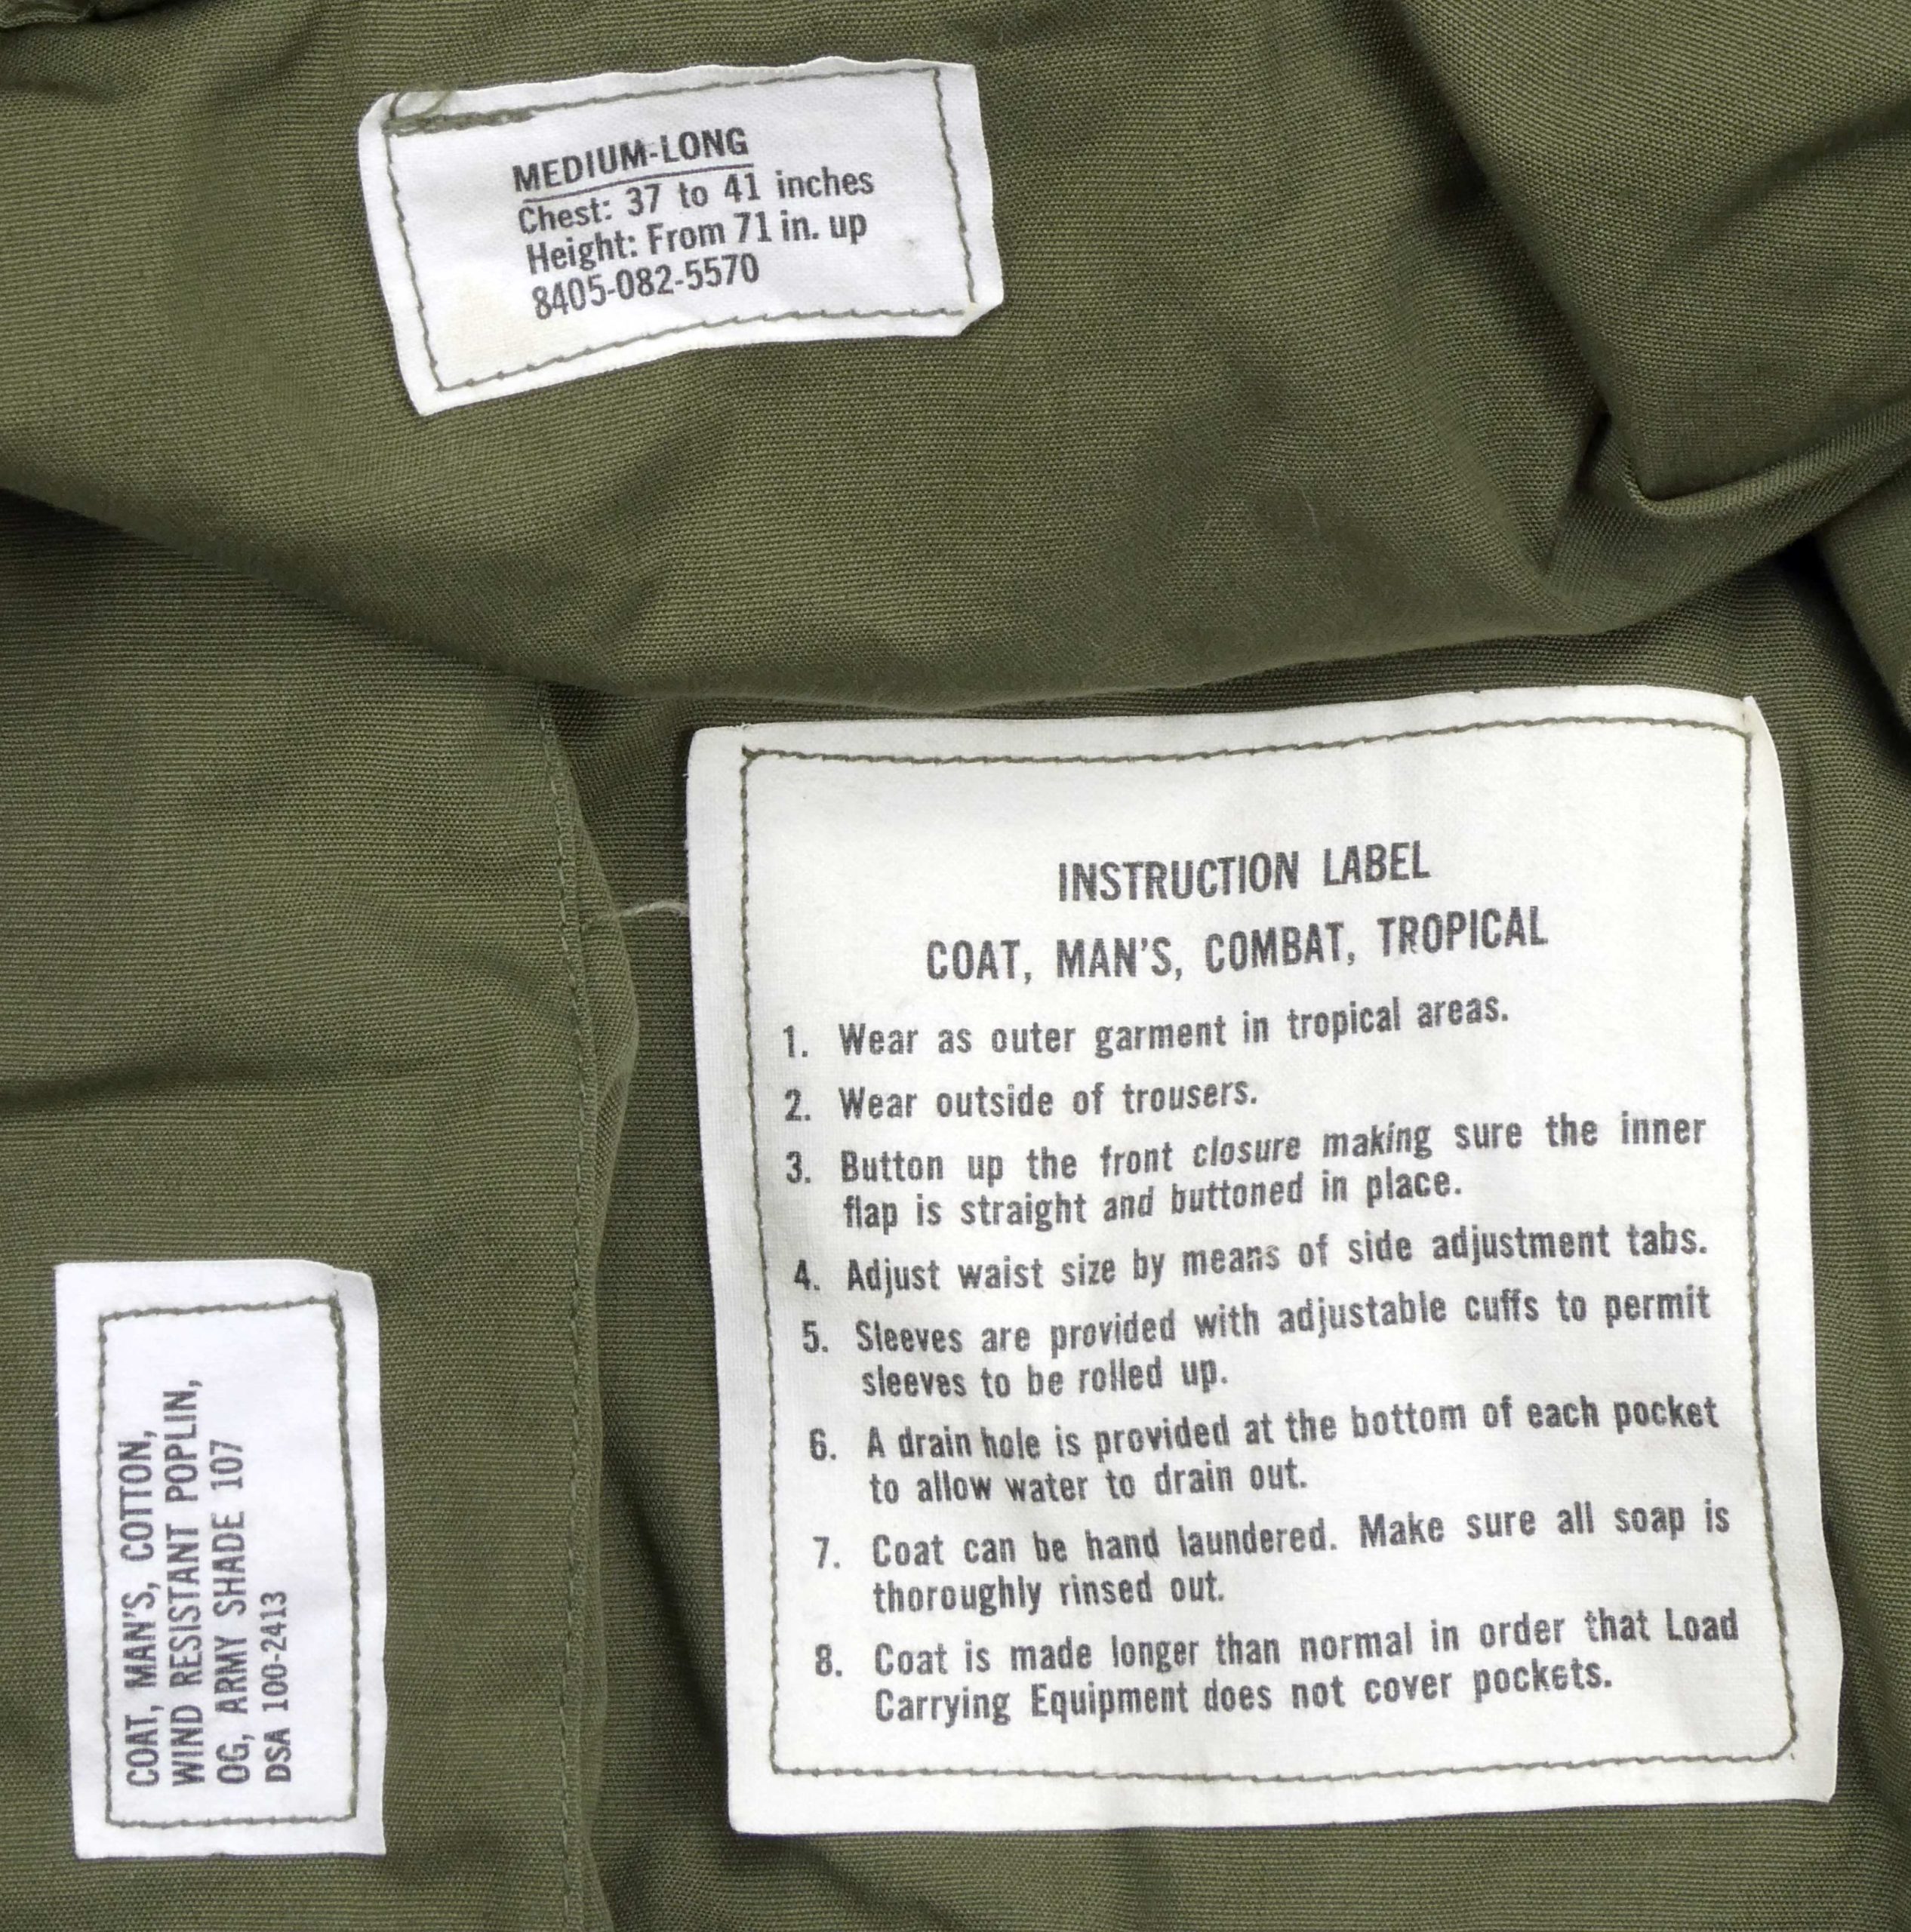 MEDIUM-LONG
Chest: 37 to 41 inches
Height: From 71 in. up
8405-082-5570
INSTRUCTION LABEL
COAT, MAN'S, COMBAT, TROPICAL
1. Wear as outer garment in tropical areas.
2. Wear outside of trousers.
3. Button up the front closure making sure the inner
flap is straight and buttoned in place.
4. Adjust waist size by means of side adjustment tabs.
5. Sleeves are provided with adjustable cuffs to permit
sleeves to be rolled up.
6. A drain hole is provided at the bottom of each pocket
to allow water to drain out.
7. Coat can be hand laundered. Make sure all soap is
thoroughly rinsed out.
8. Coat is made longer than normal in order that Load
Carrying Equipment does not cover pockets.
COAT, MAN'S, COTTON,
WIND RESISTANT POPLIN,
OG, ARMY SHADE 107
DSA 100-2413